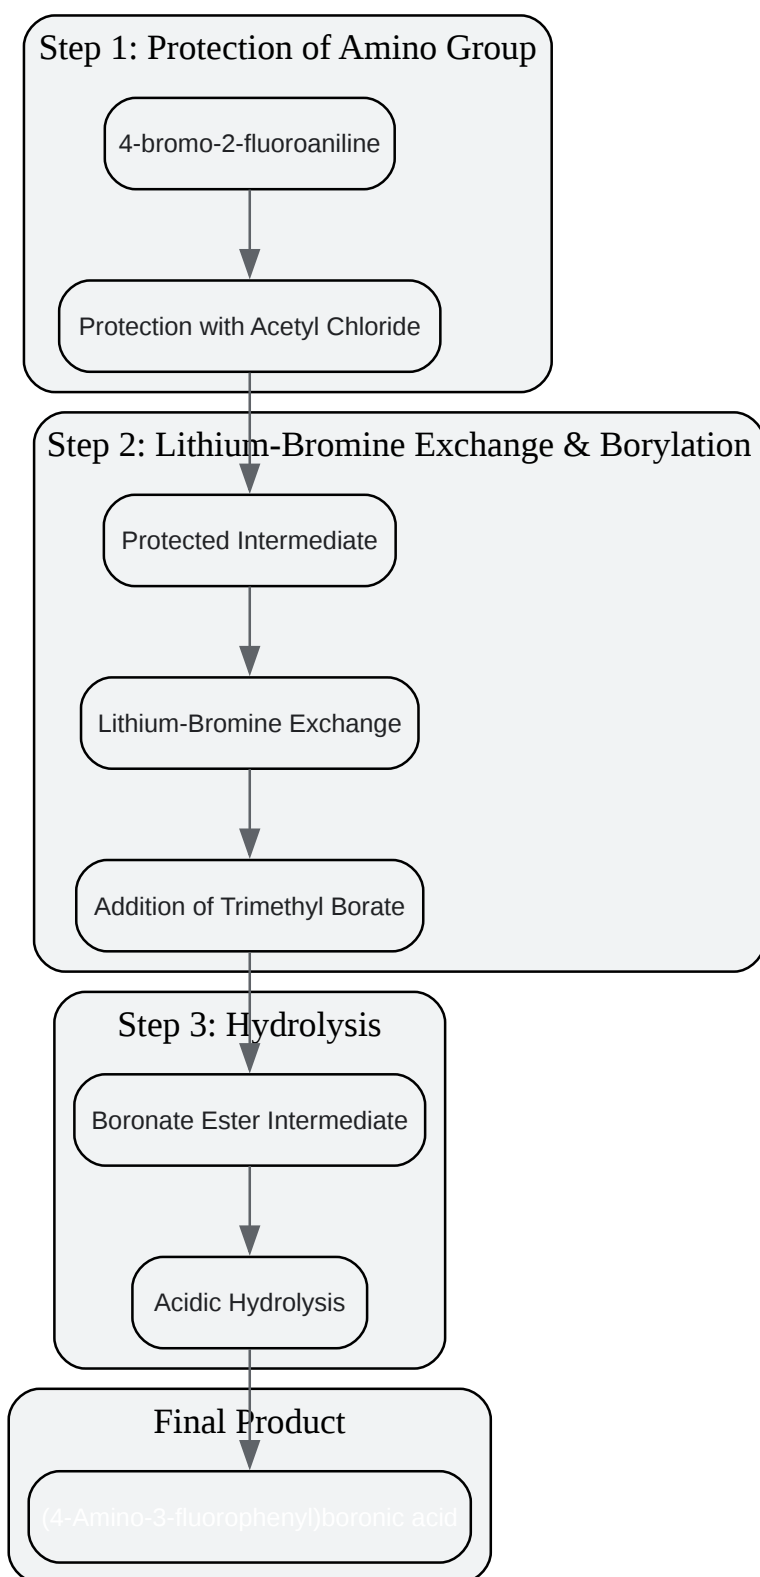 Step 1: Protection of Amino Group
4-bromo-2-fluoroaniline
Protection with Acetyl Chloride
Step 2: Lithium-Bromine Exchange & Borylation
Protected Intermediate
Lithium-Bromine Exchange
Addition of Trimethyl Borate
Step 3: Hydrolysis
Boronate Ester Intermediate
Acidic Hydrolysis
Final Product
(4-Amino-3-fluorophenyl)boronic acid